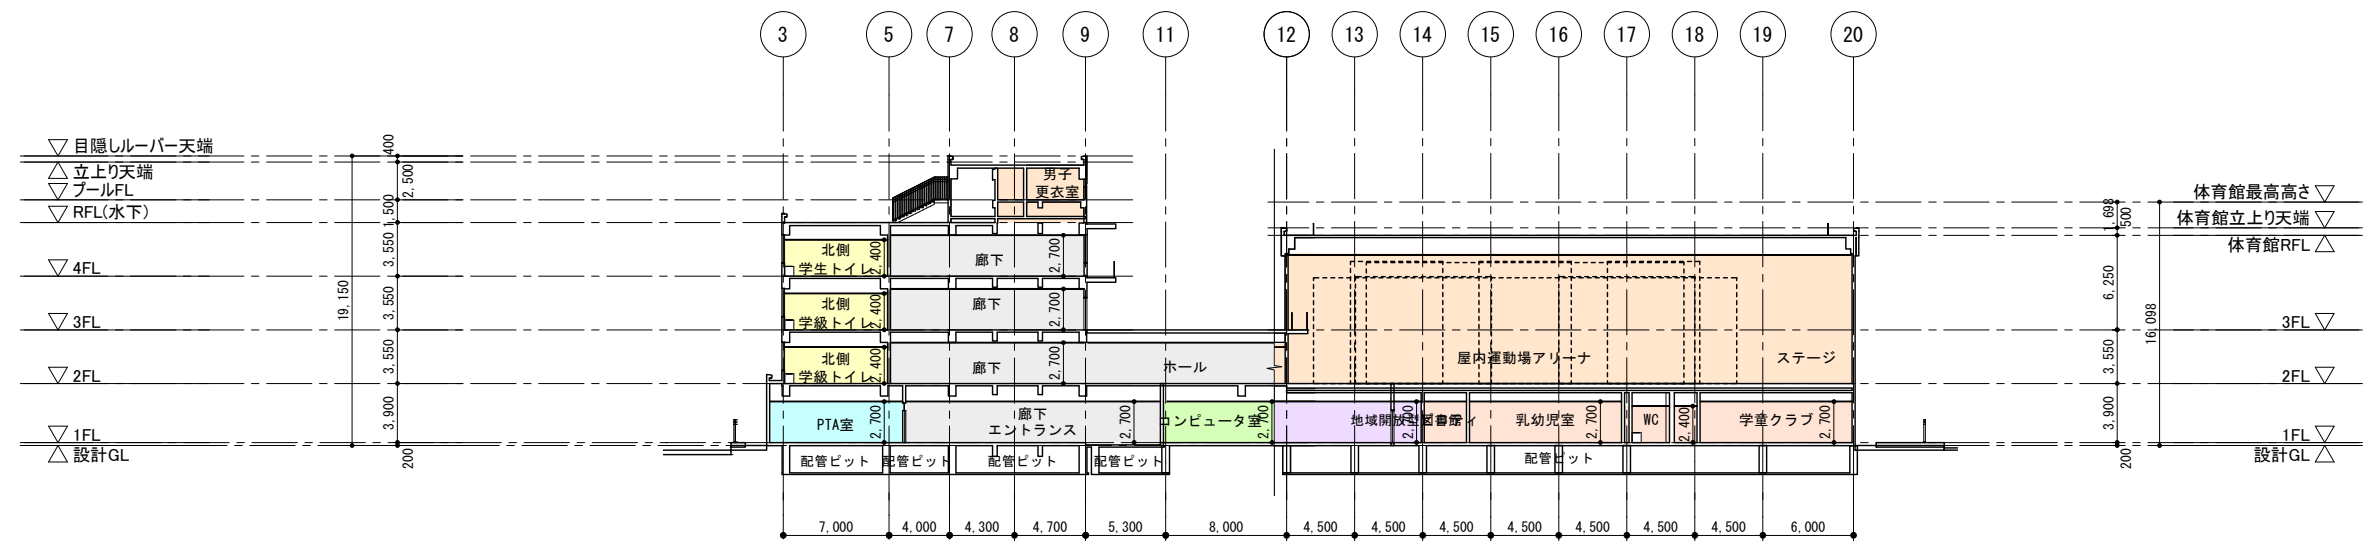 3 5 7 8 9 11 12 13 14 15 16 17 18 19 20
目隠しルーバー天端
立上り天端
プールFL
RFL(水下)
4FL
3FL
2FL
1FL
設計GL
19,150
400
2,500
1,500
3,550
3,550
3,550
3,900
200
男子
更衣室
北側
学生トイレ
2,400
廊下
2,700
北側
学級トイレ
2,400
廊下
2,700
北側
学級トイレ
2,400
廊下
2,700
ホール
屋内運動場アリーナ
ステージ
PTA室
2,700
廊下
エントランス
2,700
コンピュータ室
2,700
地域開放型図書館
2,700
乳幼児室
2,700
WC
2,400
学童クラブ
2,700
配管ピット
配管ピット
配管ピット
配管ピット
配管ピット
7,000 4,000 4,300 4,700 5,300 8,000 4,500 4,500 4,500 4,500 4,500 4,500 4,500 6,000
体育館最高高さ
体育館立上り天端
体育館RFL
3FL
2FL
1FL
設計GL
1,698
500
6,250
3,550
3,900
200
16,098